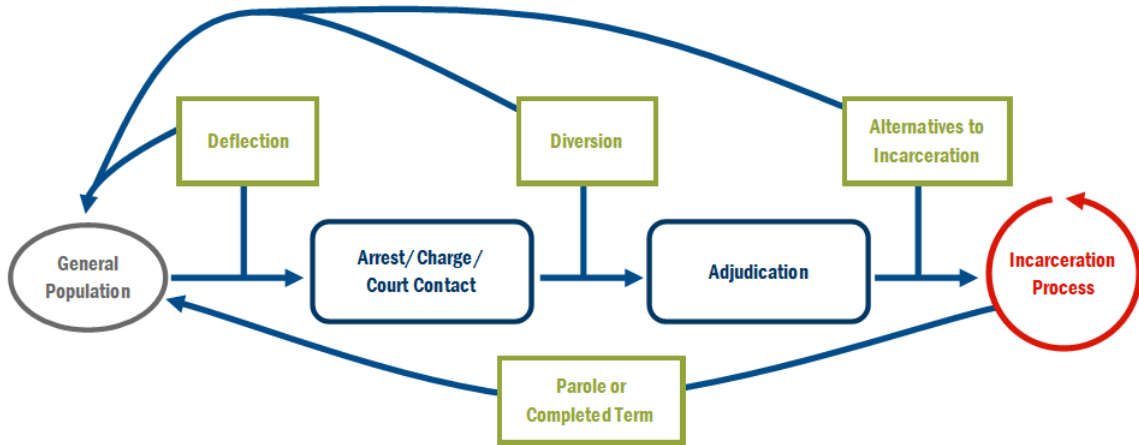 Deflection
Diversion
Alternatives to
Incarceration
General
Population
Arrest/ Charge/
Court Contact
Adjudication
Incarceration
Process
Parole or
Completed Term